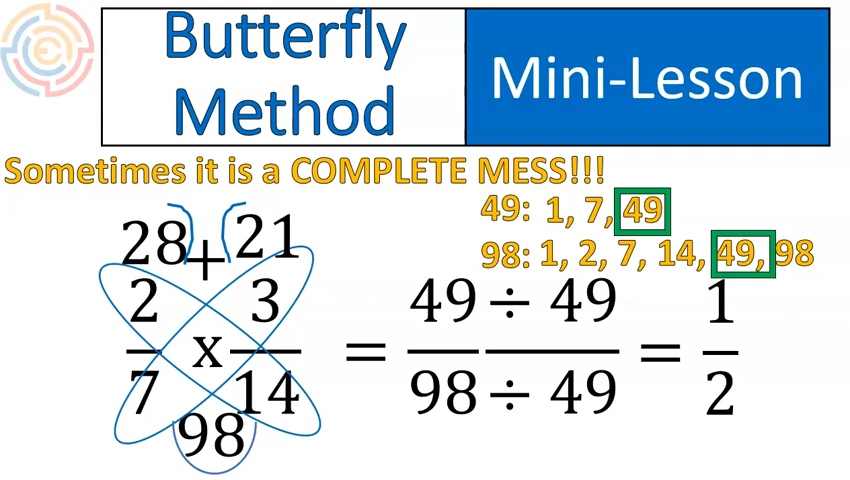 Butterfly
Method
Mini-Lesson
Sometimes it is a COMPLETE MESS!!!
49: 1, 7, 49
98: 1, 2, 7, 14, 49, 98
28 + 21
2 3 49 ÷ 49 1
x = =
7 14 98 ÷ 49 2
98